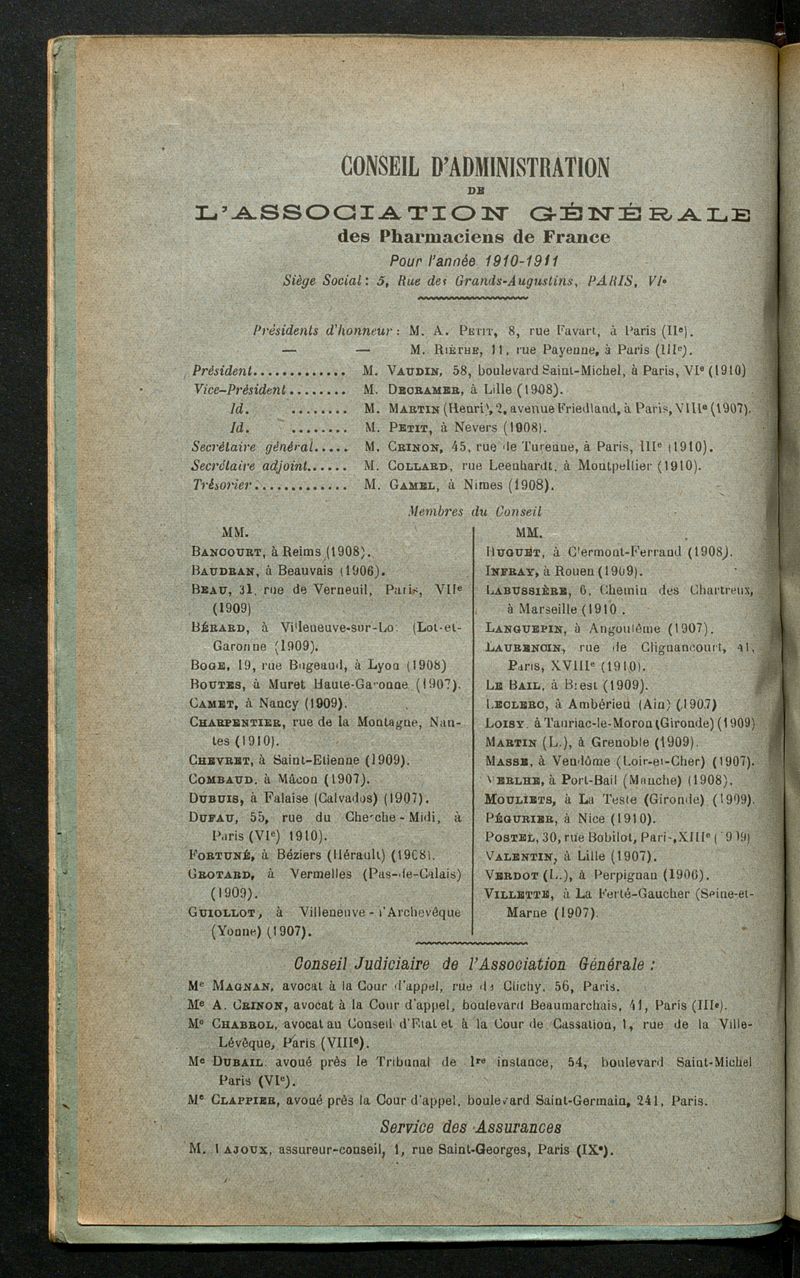 CONSEIL D'ADMINISTRATION
DE
L'ASSOCIATION GÉNÉRALE
des Pharmaciens de France
Pour l'année 1910-1911
Siège Social : 5, Rue des Grands-Augustins, PARIS, VIe
Présidents d'honneur : M. A. PETIT, 8, rue Favart, à Paris (IIe).
— — M. RIÈTHE, 11, rue Payenne, à Paris (IIIe).
Président............. M. VAUDIN, 58, boulevard Saint-Michel, à Paris, VIe (1910)
Vice-Président......... M. DECRAMER, à Lille (1908).
Id. ........ M. MARTIN (Henri), 2, avenue Friedland, à Paris, VIIIe (1907).
Id. ........ M. PETIT, à Nevers (1908).
Secrétaire général..... M. CRINON, 45, rue de Turenne, à Paris, IIIe (1910).
Secrétaire adjoint...... M. COLLARD, rue Leenhardt, à Montpellier (1910).
Trésorier............. M. GAMEL, à Nimes (1908).
Membres du Conseil
MM.
BANCOURT, à Reims (1908).
BAUDRAN, à Beauvais (1906).
BEAU, 31, rue de Verneuil, Paris, VIIe
(1909)
BÉRARD, à Villeneuve-sur-Lot (Lot-et-
Garonne (1909).
BOGE, 19, rue Bugeaud, à Lyon (1908)
BOUTES, à Muret Haute-Garonne (1907).
CAMET, à Nancy (1909).
CHARPENTIER, rue de la Montagne, Nan-
tes (1910).
CHEVRET, à Saint-Etienne (1909).
COMBAUD, à Mâcon (1907).
DUBUIS, à Falaise (Calvados) (1907).
DUFAU, 55, rue du Cherche-Midi, à
Paris (VIe) 1910).
FORTUNÉ, à Béziers (Hérault) (1908).
GROTARD, à Vermelles (Pas-de-Calais)
(1909).
GUIOLLOT, à Villeneuve-l'Archevêque
(Yonne) (1907).
MM.
HUGUET, à Clermont-Ferrand (1908).
INFRAY, à Rouen (1909).
LABUSSIÈRE, 6, Chemin des Chartreux,
à Marseille (1910.
LANGUEPIN, à Angoulême (1907).
LAURENCIN, rue de Clignancourt, 41,
Paris, XVIIIe (1910).
LE BAIL, à Brest (1909).
LECLERC, à Ambérieu (Ain) (1907)
LOISY, à Tauriac-le-Moron (Gironde) (1909)
MARTIN (L.), à Grenoble (1909).
MASSE, à Vendôme (Loir-et-Cher) (1907).
MERLHE, à Port-Bail (Manche) (1908).
MOULIETS, à La Teste (Gironde) (1909).
PÉGURIER, à Nice (1910).
POSTEL, 30, rue Bobilot, Paris, XIIIe (1909)
VALENTIN, à Lille (1907).
VERDOT (L.), à Perpignan (1906).
VILLETTE, à La Ferté-Gaucher (Seine-et-
Marne (1907).
Conseil Judiciaire de l'Association Générale :
Me MAGNAN, avocat à la Cour d'appel, rue de Clichy, 56, Paris.
Me A. CRINON, avocat à la Cour d'appel, boulevard Beaumarchais, 41, Paris (IIIe).
Me CHABROL, avocat au Conseil d'Etat et à la Cour de Cassation, 1, rue de la Ville-
Lévêque, Paris (VIIIe).
Me DUBAIL avoué près le Tribunal de 1re instance, 54, boulevard Saint-Michel
Paris (VIe).
Me CLAPPIER, avoué près la Cour d'appel, boulevard Saint-Germain, 241, Paris.
Service des Assurances
M. LAJOUX, assureur-conseil, 1, rue Saint-Georges, Paris (IXe).